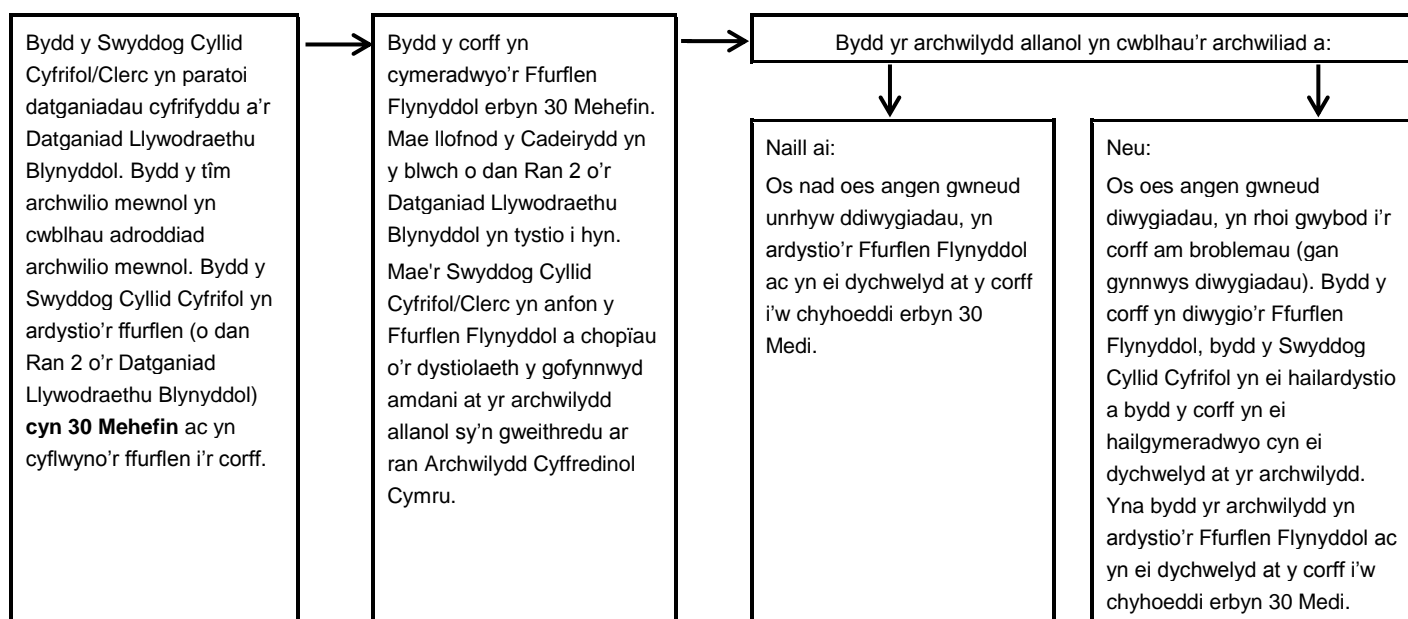 Bydd y Swyddog Cyllid
Cyfrifol/Clerc yn paratoi
datganiadau cyfrifyddu a'r
Datganiad Llywodraethu
Blynyddol. Bydd y tîm
archwilio mewnol yn
cwblhau adroddiad
archwilio mewnol. Bydd y
Swyddog Cyllid Cyfrifol yn
ardystio’r ffurflen (o dan
Ran 2 o’r Datganiad
Llywodraethu Blynyddol)
cyn 30 Mehefin ac yn
cyflwyno’r ffurflen i’r corff.
Bydd y corff yn
cymeradwyo’r Ffurflen
Flynyddol erbyn 30 Mehefin.
Mae llofnod y Cadeirydd yn
y blwch o dan Ran 2 o’r
Datganiad Llywodraethu
Blynyddol yn tystio i hyn.
Mae'r Swyddog Cyllid
Cyfrifol/Clerc yn anfon y
Ffurflen Flynyddol a chopïau
o’r dystiolaeth y gofynnwyd
amdani at yr archwilydd
allanol sy’n gweithredu ar
ran Archwilydd Cyffredinol
Cymru.
Bydd yr archwilydd allanol yn cwblhau'r archwiliad a:
Naill ai:
Os nad oes angen gwneud
unrhyw ddiwygiadau, yn
ardystio’r Ffurflen Flynyddol
ac yn ei dychwelyd at y corff
i’w chyhoeddi erbyn 30
Medi.
Neu:
Os oes angen gwneud
diwygiadau, yn rhoi gwybod i’r
corff am broblemau (gan
gynnwys diwygiadau). Bydd y
corff yn diwygio’r Ffurflen
Flynyddol, bydd y Swyddog
Cyllid Cyfrifol yn ei hailardystio
a bydd y corff yn ei
hailgymeradwyo cyn ei
dychwelyd at yr archwilydd.
Yna bydd yr archwilydd yn
ardystio’r Ffurflen Flynyddol ac
yn ei dychwelyd at y corff i’w
chyhoeddi erbyn 30 Medi.